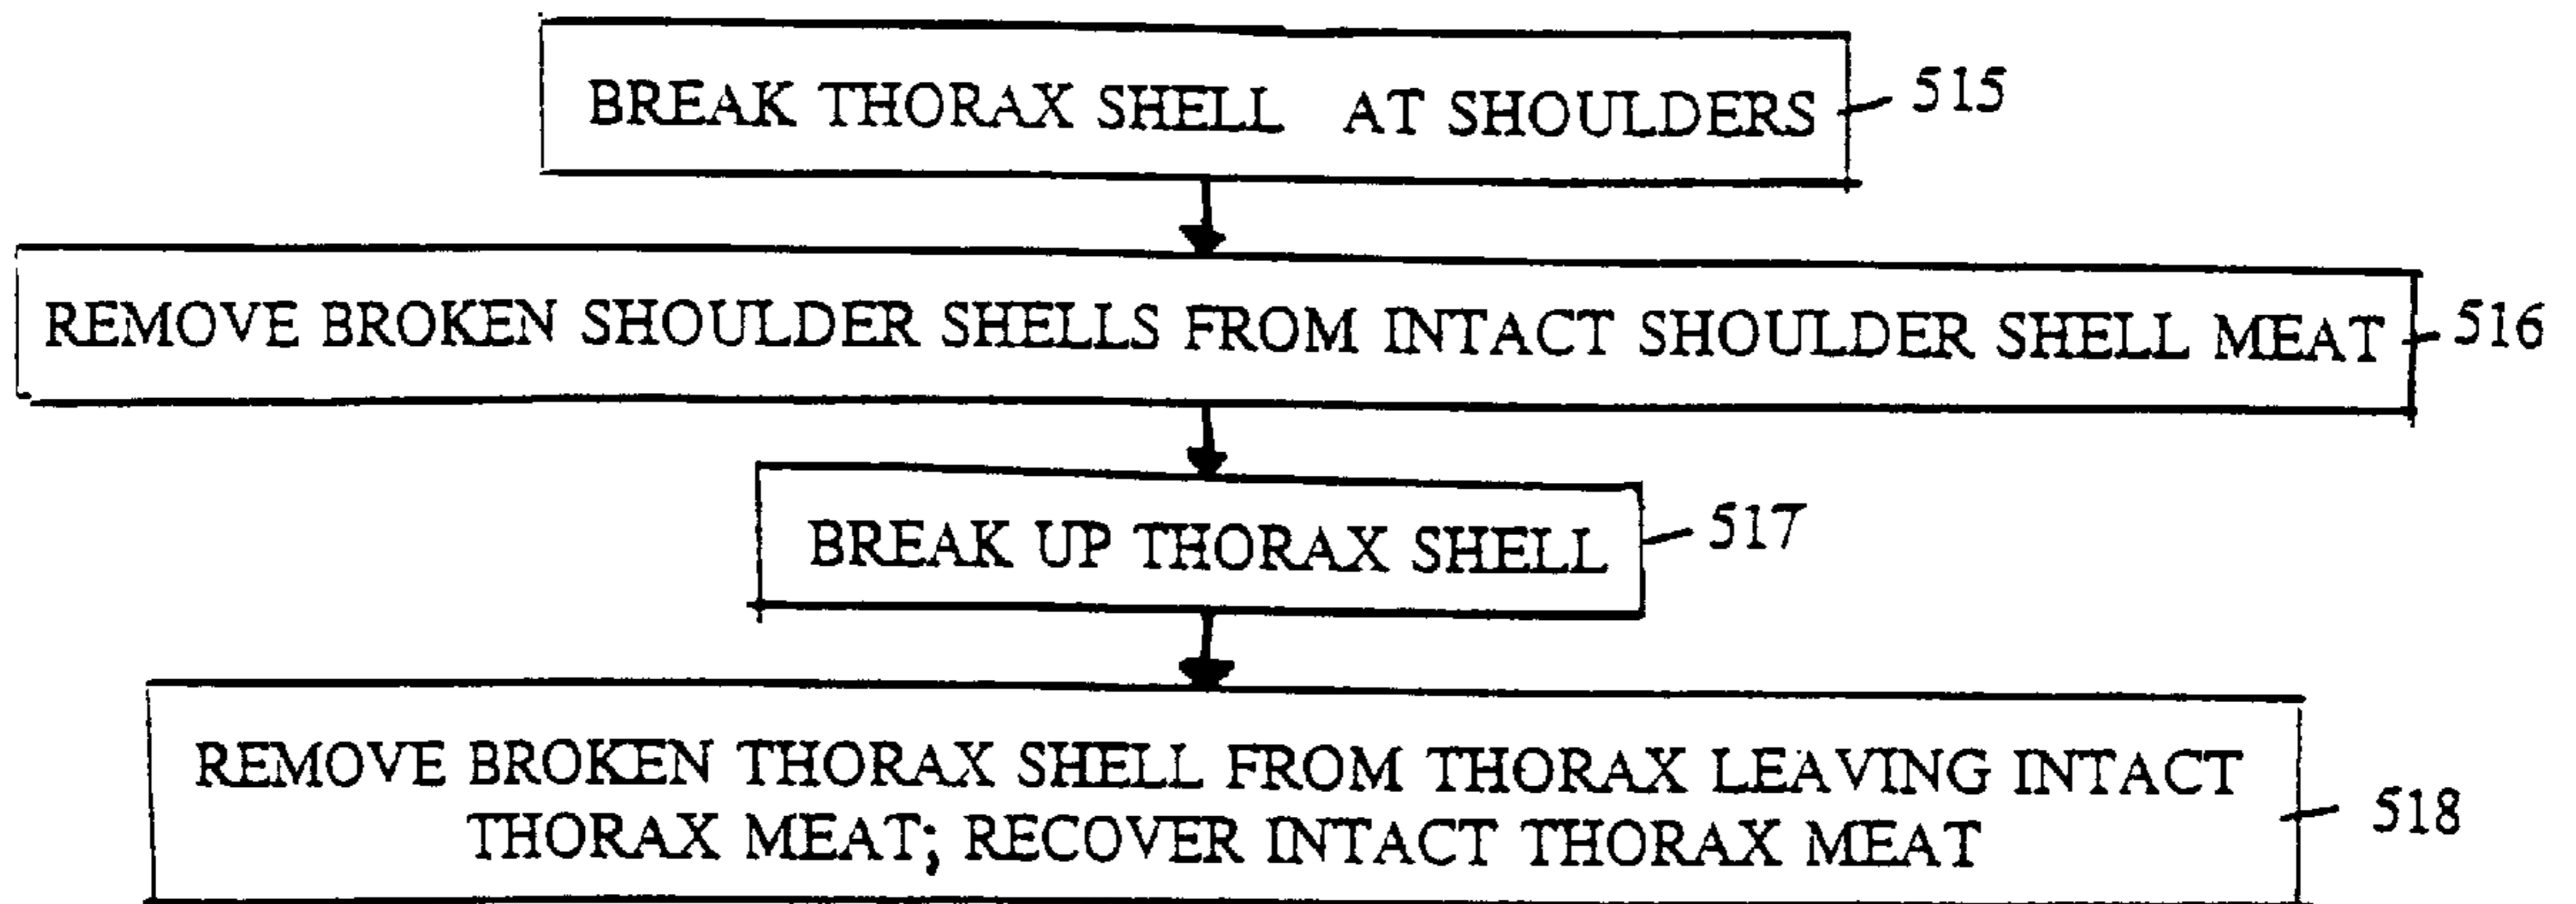 BREAK THORAX SHELL AT SHOULDERS 515
REMOVE BROKEN SHOULDER SHELLS FROM INTACT SHOULDER SHELL MEAT 516
BREAK UP THORAX SHELL 517
REMOVE BROKEN THORAX SHELL FROM THORAX LEAVING INTACT
THORAX MEAT; RECOVER INTACT THORAX MEAT 518